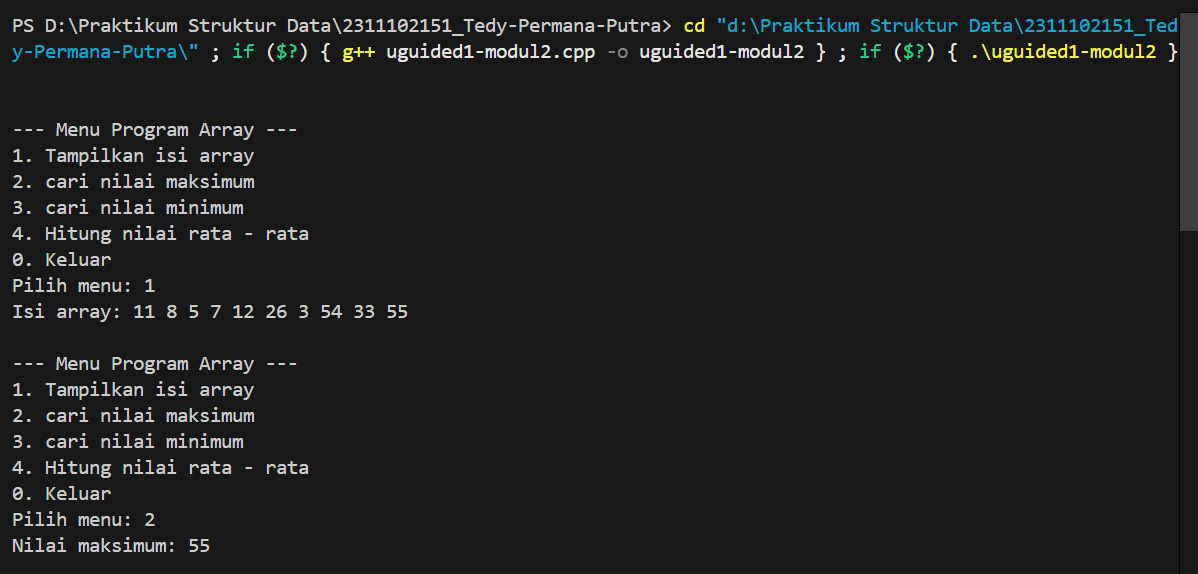 PS D:\Praktikum Struktur Data\2311102151_Tedy-Permana-Putra> cd "d:\Praktikum Struktur Data\2311102151_Ted
y-Permana-Putra\" ; if ($?) { g++ uguided1-modul2.cpp -o uguided1-modul2 } ; if ($?) { .\uguided1-modul2 }
--- Menu Program Array ---
1. Tampilkan isi array
2. cari nilai maksimum
3. cari nilai minimum
4. Hitung nilai rata - rata
0. Keluar
Pilih menu: 1
Isi array: 11 8 5 7 12 26 3 54 33 55
--- Menu Program Array ---
1. Tampilkan isi array
2. cari nilai maksimum
3. cari nilai minimum
4. Hitung nilai rata - rata
0. Keluar
Pilih menu: 2
Nilai maksimum: 55